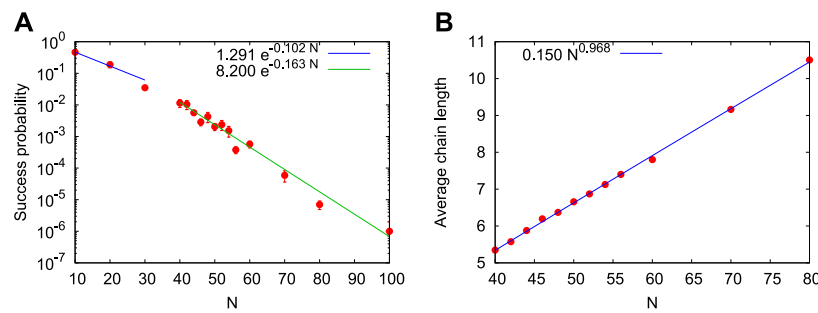 A
B
Success probability
10^0
10^-1
10^-2
10^-3
10^-4
10^-5
10^-6
10^-7
1.291 e^-0.102 N
8.200 e^-0.163 N
10 20 30 40 50 60 70 80 90 100
N
Average chain length
11
10
9
8
7
6
5
0.150 N^0.968
40 45 50 55 60 65 70 75 80
N